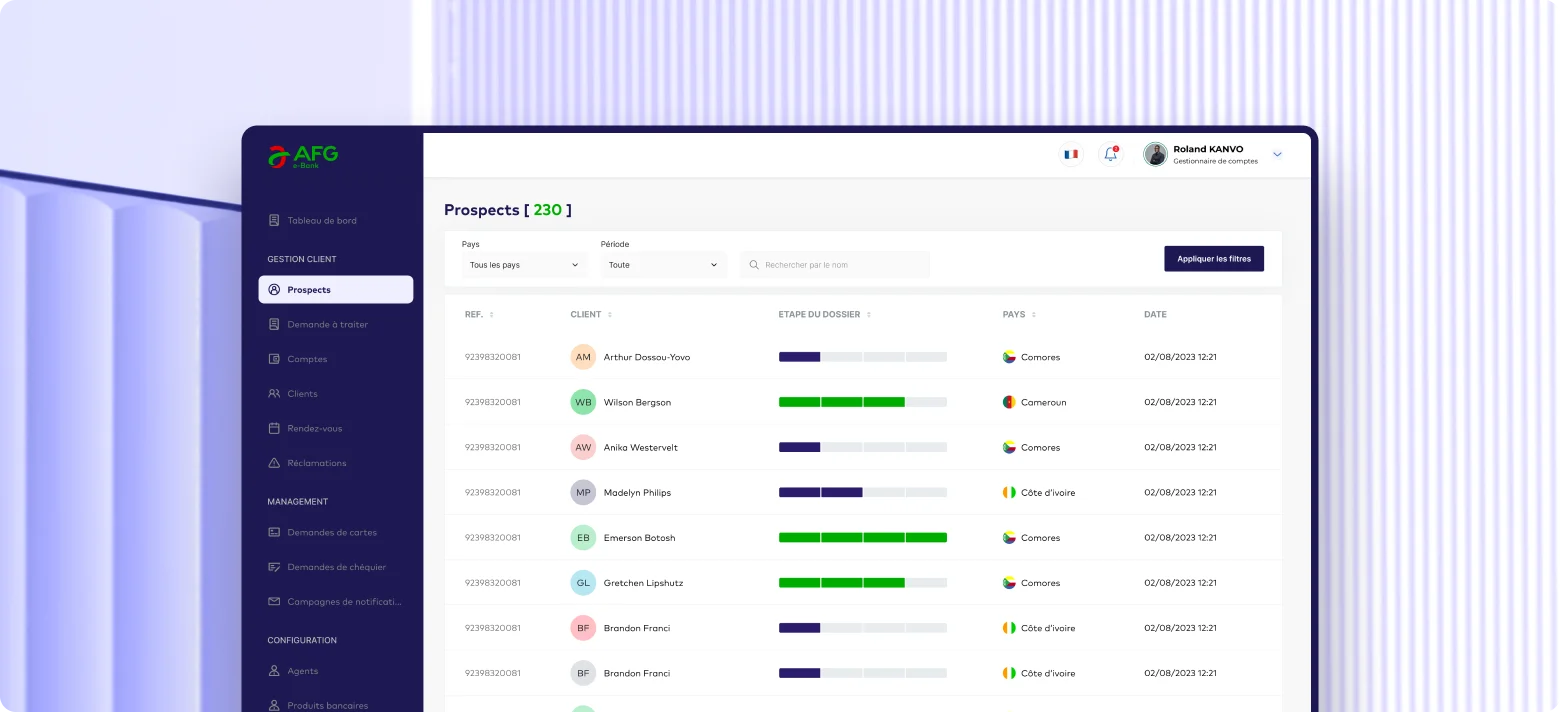 AFG
e-Bank
Roland KANVO
Gestionnaire de comptes
Tableau de bord
GESTION CLIENT
Prospects
Demande à traiter
Comptes
Clients
Rendez-vous
Réclamations
MANAGEMENT
Demandes de cartes
Demandes de chéquier
Campagnes de notificati...
CONFIGURATION
Agents
Produits bancaires
Prospects [ 230 ]
Pays Période
Tous les pays Toute Rechercher par le nom Appliquer les filtres
REF. CLIENT ETAPE DU DOSSIER PAYS DATE
92398320081 AM Arthur Dossou-Yovo Comores 02/08/2023 12:21
92398320081 WB Wilson Bergson Cameroun 02/08/2023 12:21
92398320081 AW Anika Westervelt Comores 02/08/2023 12:21
92398320081 MP Madelyn Philips Côte d'ivoire 02/08/2023 12:21
92398320081 EB Emerson Botosh Comores 02/08/2023 12:21
92398320081 GL Gretchen Lipshutz Comores 02/08/2023 12:21
92398320081 BF Brandon Franci Côte d'ivoire 02/08/2023 12:21
92398320081 BF Brandon Franci Côte d'ivoire 02/08/2023 12:21